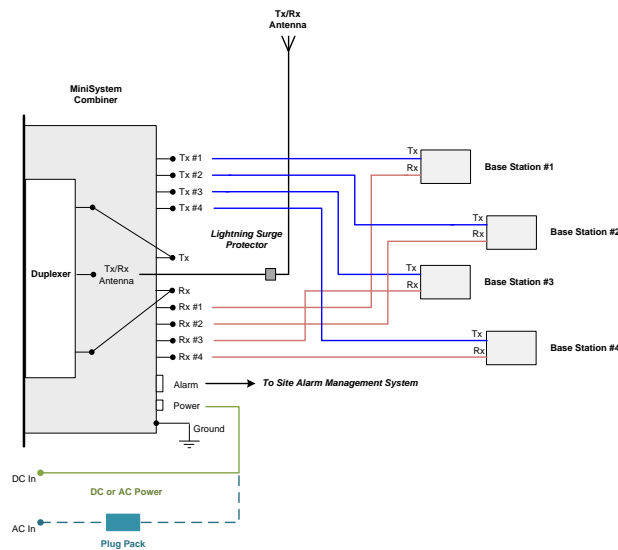 Tx/Rx
Antenna
MiniSystem
Combiner
Tx #1
Tx #2
Tx #3
Tx #4
Tx
Rx
Base Station #1
Tx
Rx
Base Station #2
Lightning Surge
Protector
Tx
Duplexer
Tx/Rx
Antenna
Tx
Rx
Base Station #3
Rx
Rx #1
Rx #2
Rx #3
Rx #4
Tx
Rx
Base Station #4
Alarm
To Site Alarm Management System
Power
Ground
DC In
DC or AC Power
AC In
Plug Pack